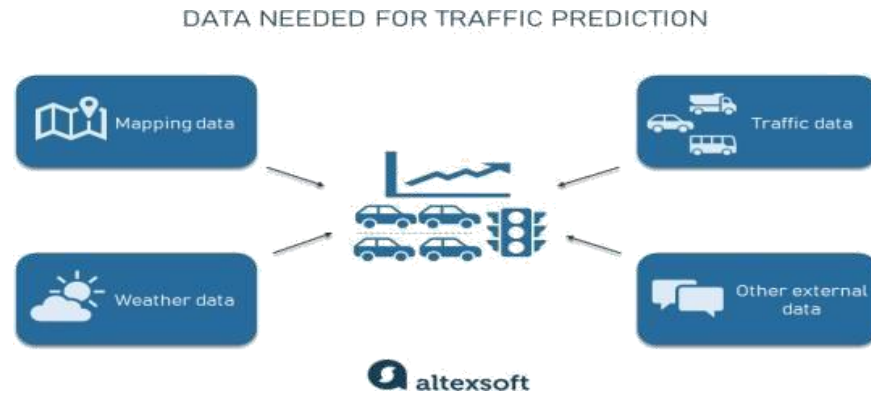 DATA NEEDED FOR TRAFFIC PREDICTION
Mapping data
Traffic data
Weather data
Other external
data
altexsoft